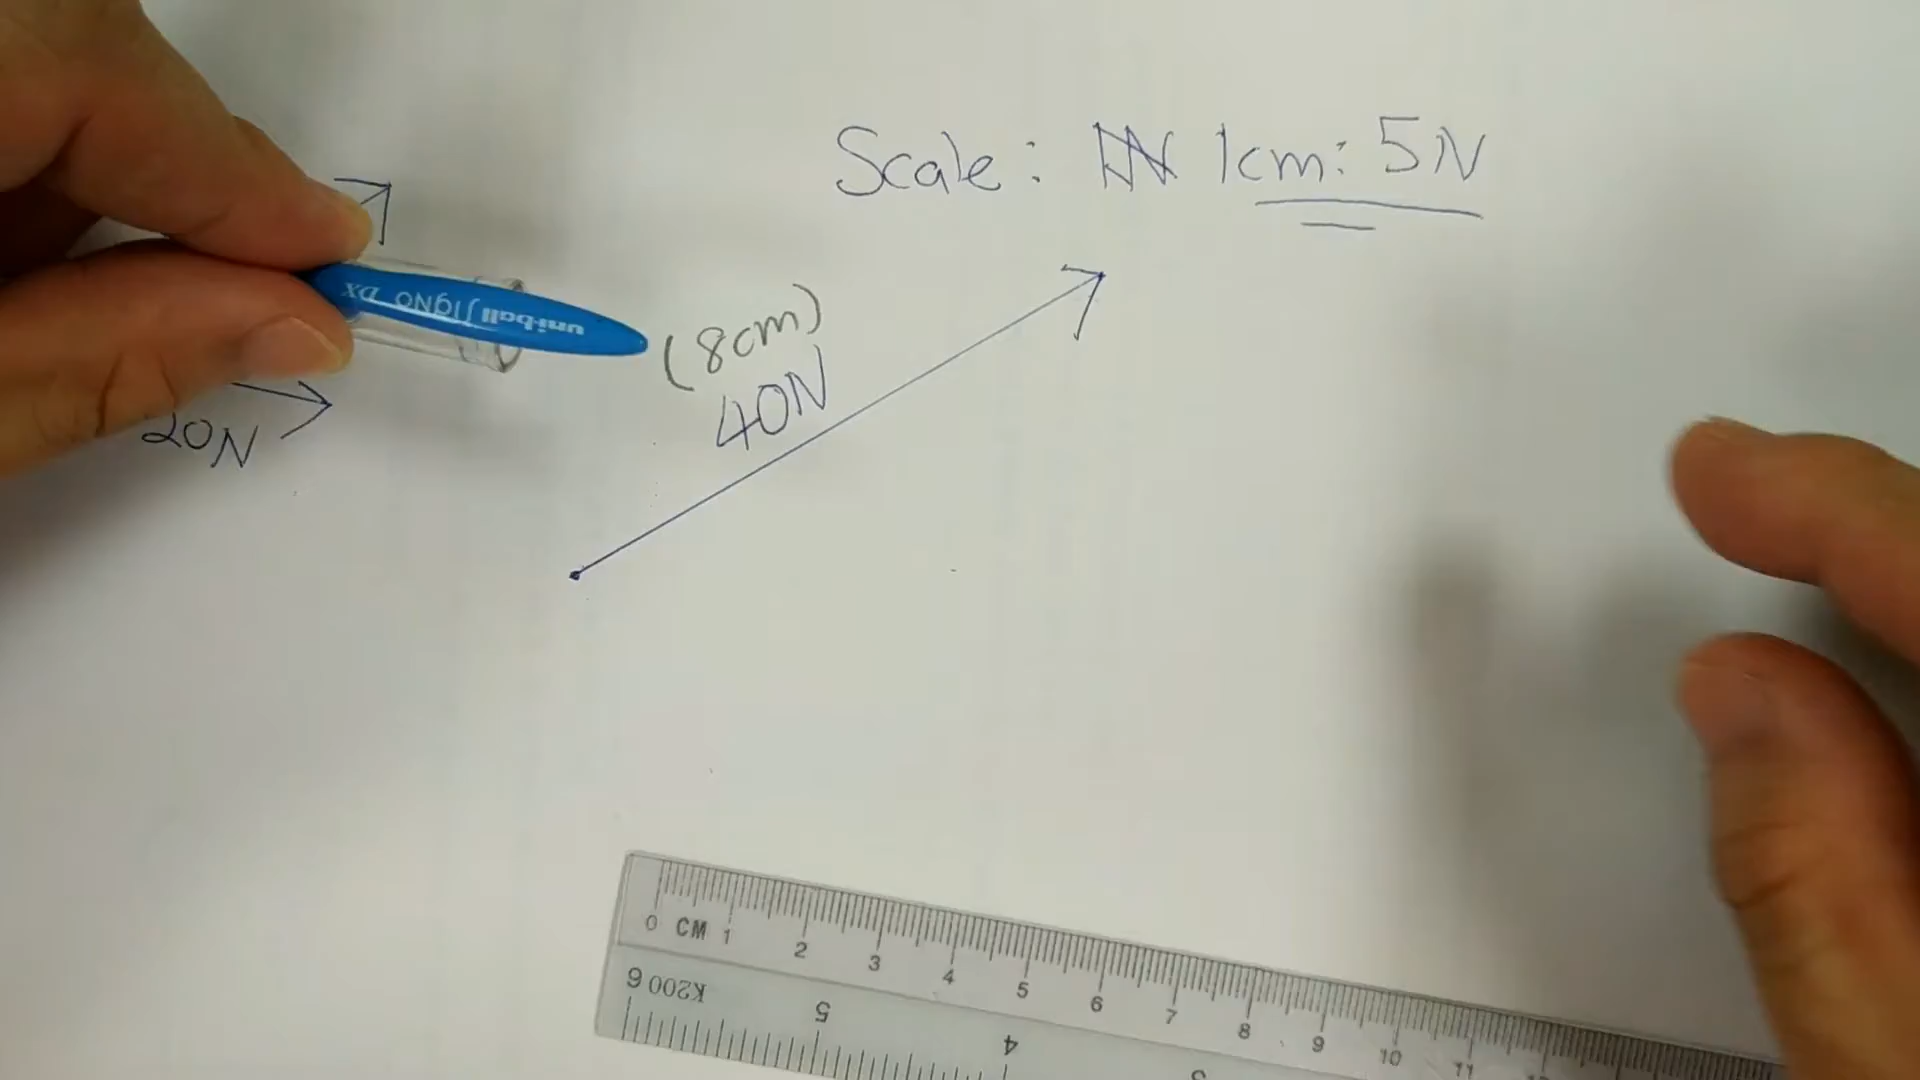 Scale: 1cm: 5N
(8cm)
40N
20N
uni-ball SigNO DX
0 CM 1 2 3 4 5 6 7 8 9 10 11
6 K200 5 4